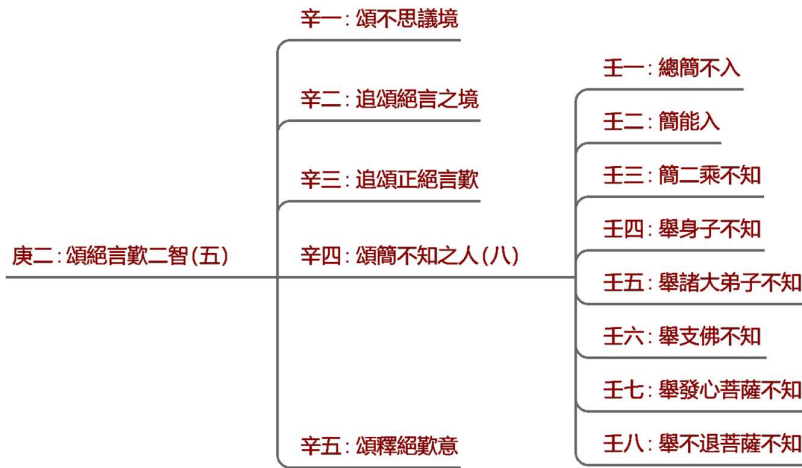 庚二：頌絕言歎二智(五)
辛一：頌不思議境
辛二：追頌絕言之境
辛三：追頌正絕言歎
辛四：頌簡不知之人(八)
壬一：總簡不入
壬二：簡能入
壬三：簡二乘不知
壬四：舉身子不知
壬五：舉諸大弟子不知
壬六：舉支佛不知
壬七：舉發心菩薩不知
壬八：舉不退菩薩不知
辛五：頌釋絕歎意